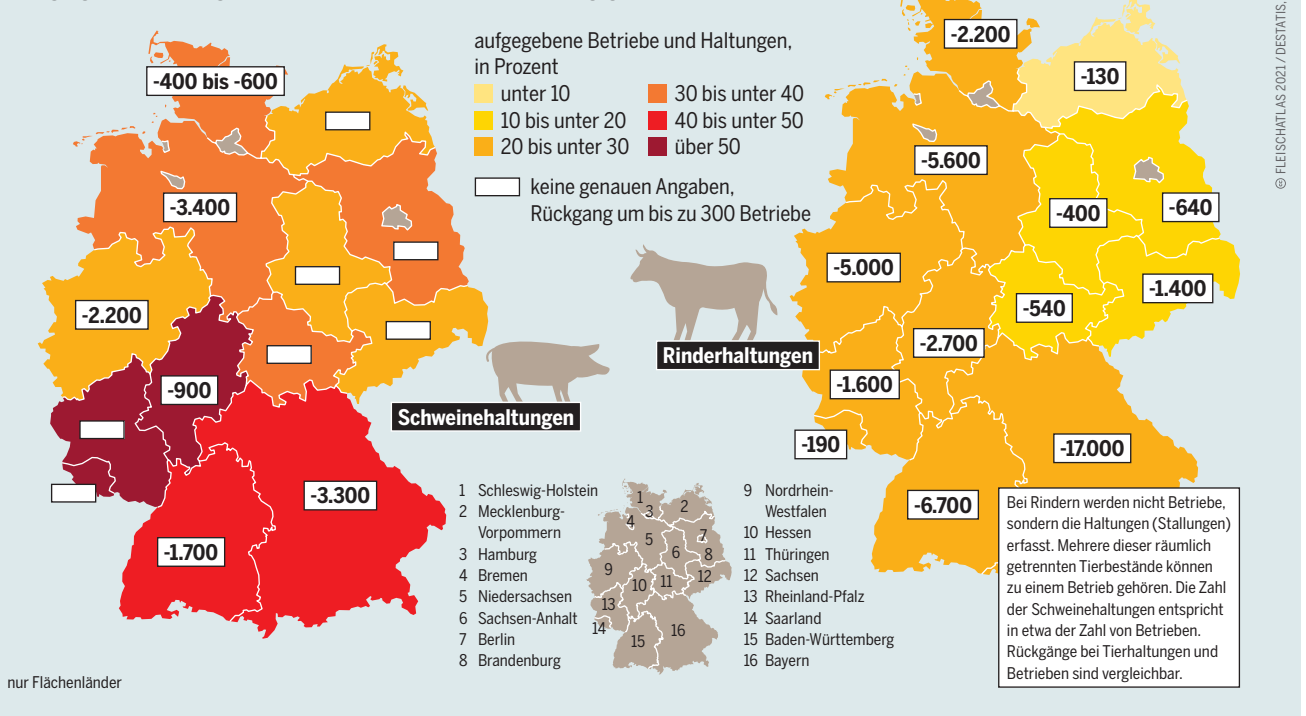 aufgegebene Betriebe und Haltungen,
in Prozent
unter 10
10 bis unter 20
20 bis unter 30
30 bis unter 40
40 bis unter 50
über 50
keine genauen Angaben,
Rückgang um bis zu 300 Betriebe
-400 bis -600
-3.400
-2.200
-900
-3.300
-1.700
Schweinehaltungen
-2.200
-130
-5.600
-400
-640
-5.000
-1.400
-540
-2.700
-1.600
-190
-17.000
-6.700
Rinderhaltungen
1 Schleswig-Holstein
2 Mecklenburg-
Vorpommern
3 Hamburg
4 Bremen
5 Niedersachsen
6 Sachsen-Anhalt
7 Berlin
8 Brandenburg
1
2
3
4
5
6
7
8
9
10
11
12
13
14
15
16
9 Nordrhein-
Westfalen
10 Hessen
11 Thüringen
12 Sachsen
13 Rheinland-Pfalz
14 Saarland
15 Baden-Württemberg
16 Bayern
Bei Rindern werden nicht Betriebe,
sondern die Haltungen (Stallungen)
erfasst. Mehrere dieser räumlich
getrennten Tierbestände können
zu einem Betrieb gehören. Die Zahl
der Schweinehaltungen entspricht
in etwa der Zahl von Betrieben.
Rückgänge bei Tierhaltungen und
Betrieben sind vergleichbar.
nur Flächenländer
© FLEISCHATLAS 2021 / DESTATIS,